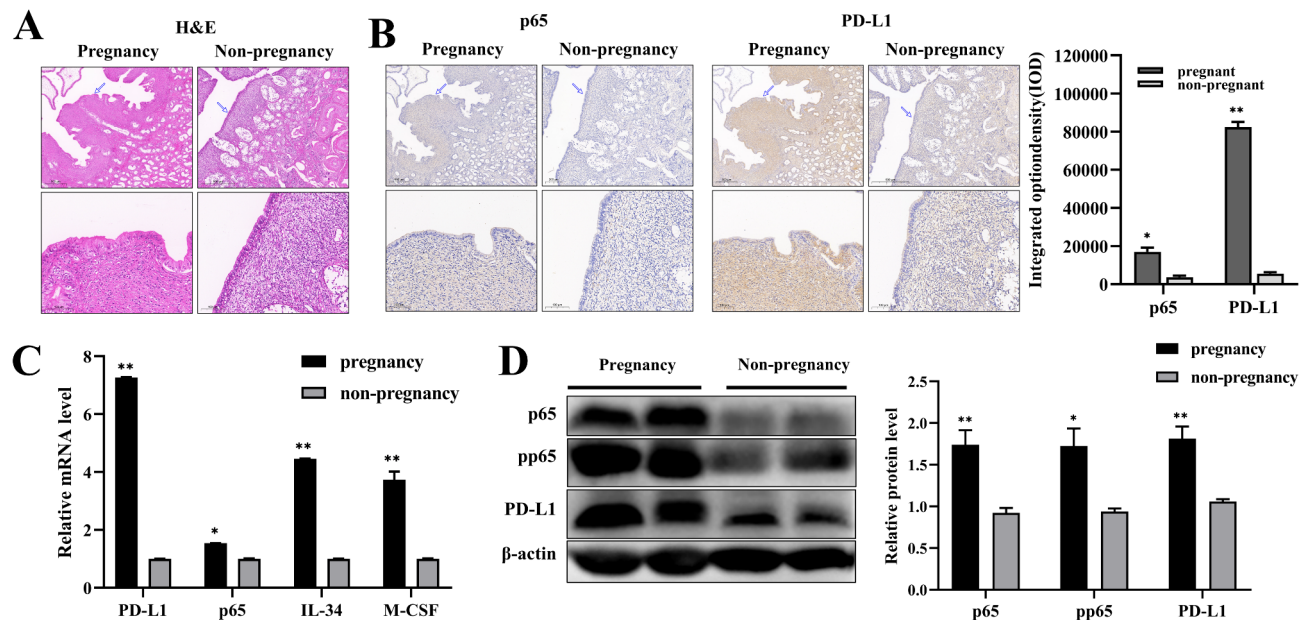 A
H&E
Pregnancy Non-pregnancy
B
p65 PD-L1
Pregnancy Non-pregnancy Pregnancy Non-pregnancy
Integrated optiondensity(IOD)
120000
100000
80000
60000
40000
20000
0
pregnant
non-pregnant
*
**
p65 PD-L1
C
Relative mRNA level
8
6
4
2
0
pregnancy
non-pregnancy
**
*
**
**
PD-L1 p65 IL-34 M-CSF
D
Pregnancy Non-pregnancy
p65
pp65
PD-L1
β-actin
pregnancy
non-pregnancy
Relative protein level
2.5
2.0
1.5
1.0
0.5
0.0
**
*
**
p65 pp65 PD-L1